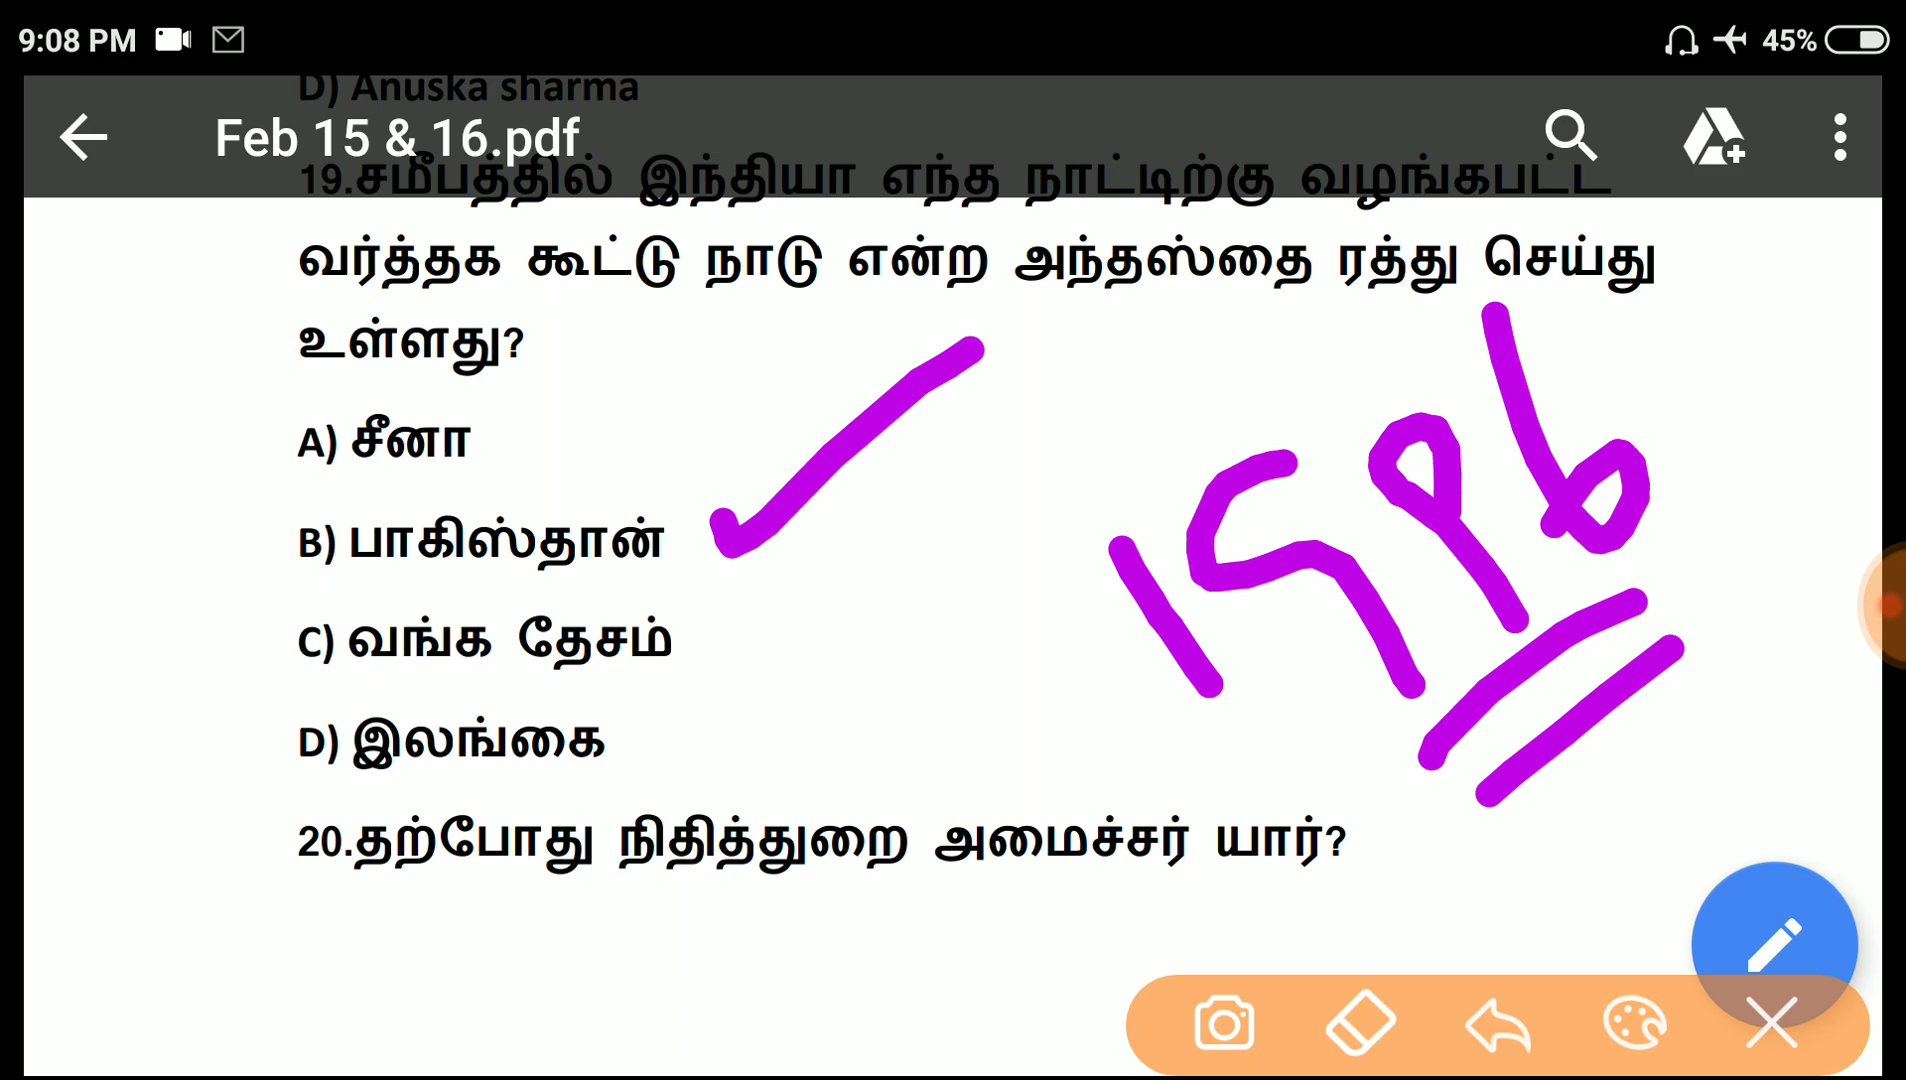 9:08 PM
45%
D) Anuska sharma
Feb 15 & 16.pdf
19.சமீபத்தில் இந்தியா எந்த நாட்டிற்கு வழங்கபட்ட
வர்த்தக கூட்டு நாடு என்ற அந்தஸ்தை ரத்து செய்து
உள்ளது?
A) சீனா
B) பாகிஸ்தான்
1996
C) வங்க தேசம்
D) இலங்கை
20.தற்போது நிதித்துறை அமைச்சர் யார்?